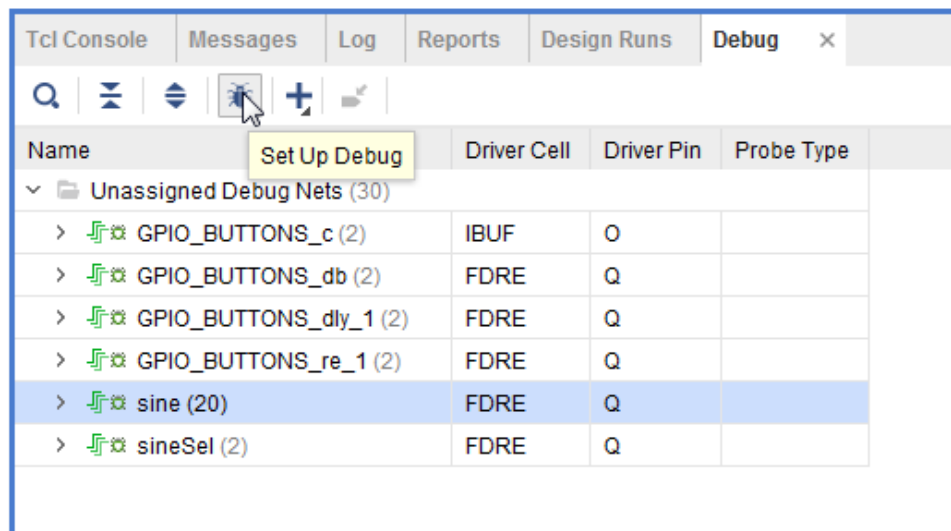 Tcl Console Messages Log Reports Design Runs Debug ×
Name Set Up Debug Driver Cell Driver Pin Probe Type
Unassigned Debug Nets (30)
GPIO_BUTTONS_c (2) IBUF O
GPIO_BUTTONS_db (2) FDRE Q
GPIO_BUTTONS_dly_1 (2) FDRE Q
GPIO_BUTTONS_re_1 (2) FDRE Q
sine (20) FDRE Q
sineSel (2) FDRE Q